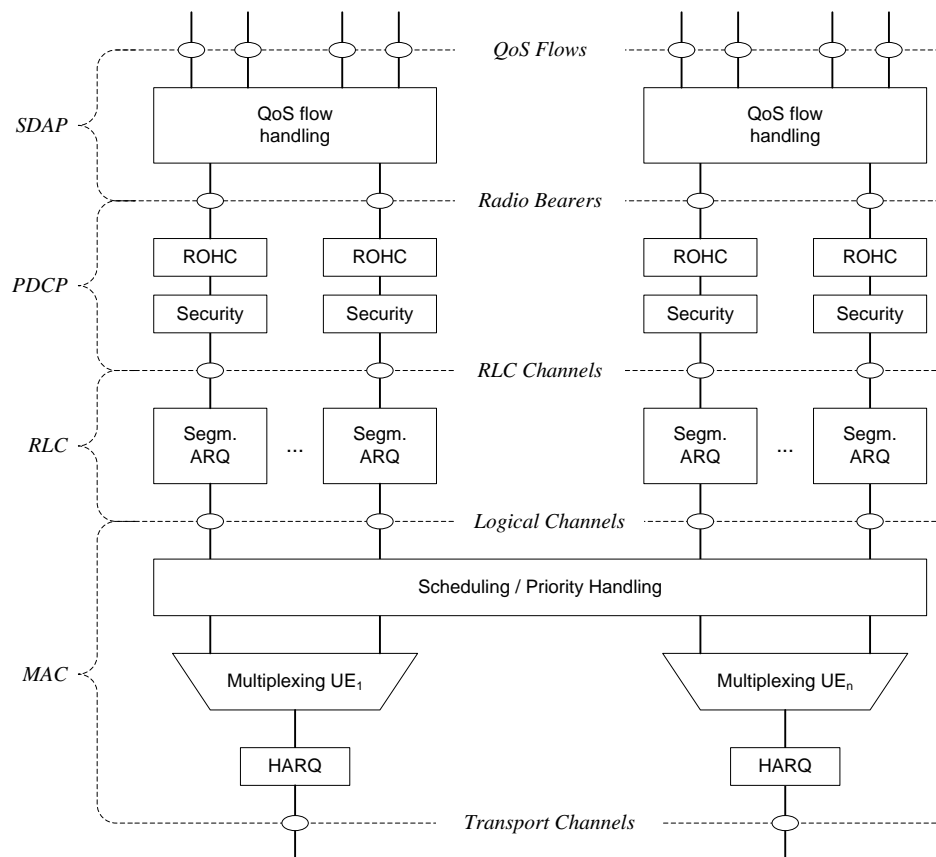 QoS Flows
SDAP
QoS flow
handling
QoS flow
handling
Radio Bearers
PDCP
ROHC
ROHC
ROHC
ROHC
Security
Security
Security
Security
RLC Channels
RLC
Segm.
ARQ
...
Segm.
ARQ
Segm.
ARQ
...
Segm.
ARQ
Logical Channels
MAC
Scheduling / Priority Handling
Multiplexing UE₁
Multiplexing UEₙ
HARQ
HARQ
Transport Channels